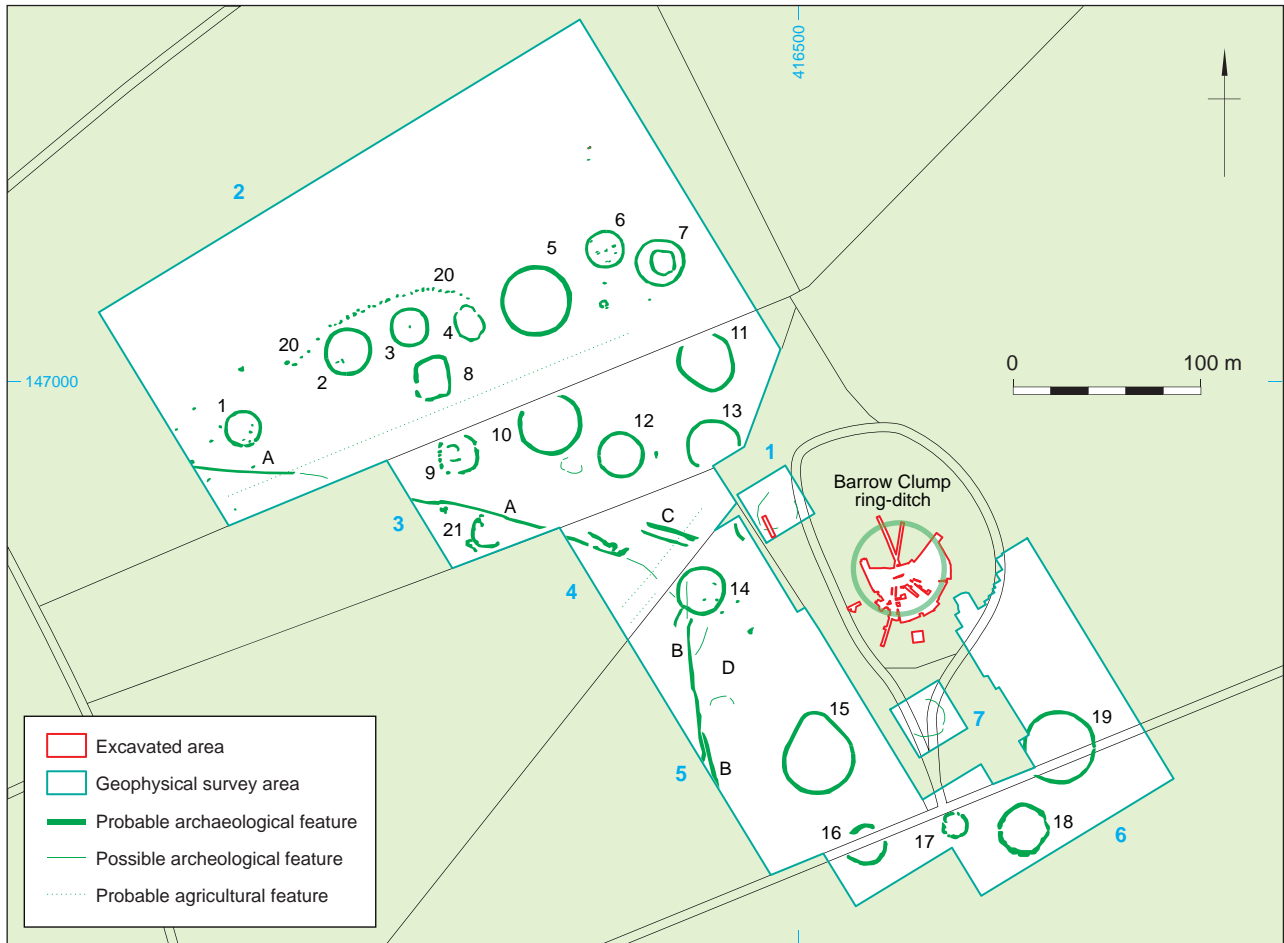 416500
2
6
7
5
20
20
4
3
2
8
11
147000
0
100 m
1
10
12
13
9
A
1
Barrow Clump
ring-ditch
A
3
21
C
4
14
B
D
15
7
19
5
B
16
17
18
6
Excavated area
Geophysical survey area
Probable archaeological feature
Possible archeological feature
Probable agricultural feature